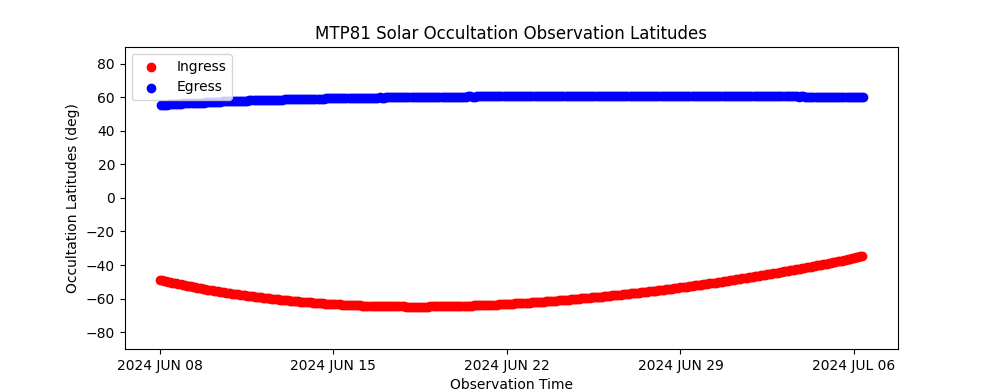 MTP81 Solar Occultation Observation Latitudes
Ingress
Egress
Occultation Latitudes (deg)
80
60
40
20
0
−20
−40
−60
−80
2024 JUN 08
2024 JUN 15
2024 JUN 22
2024 JUN 29
2024 JUL 06
Observation Time